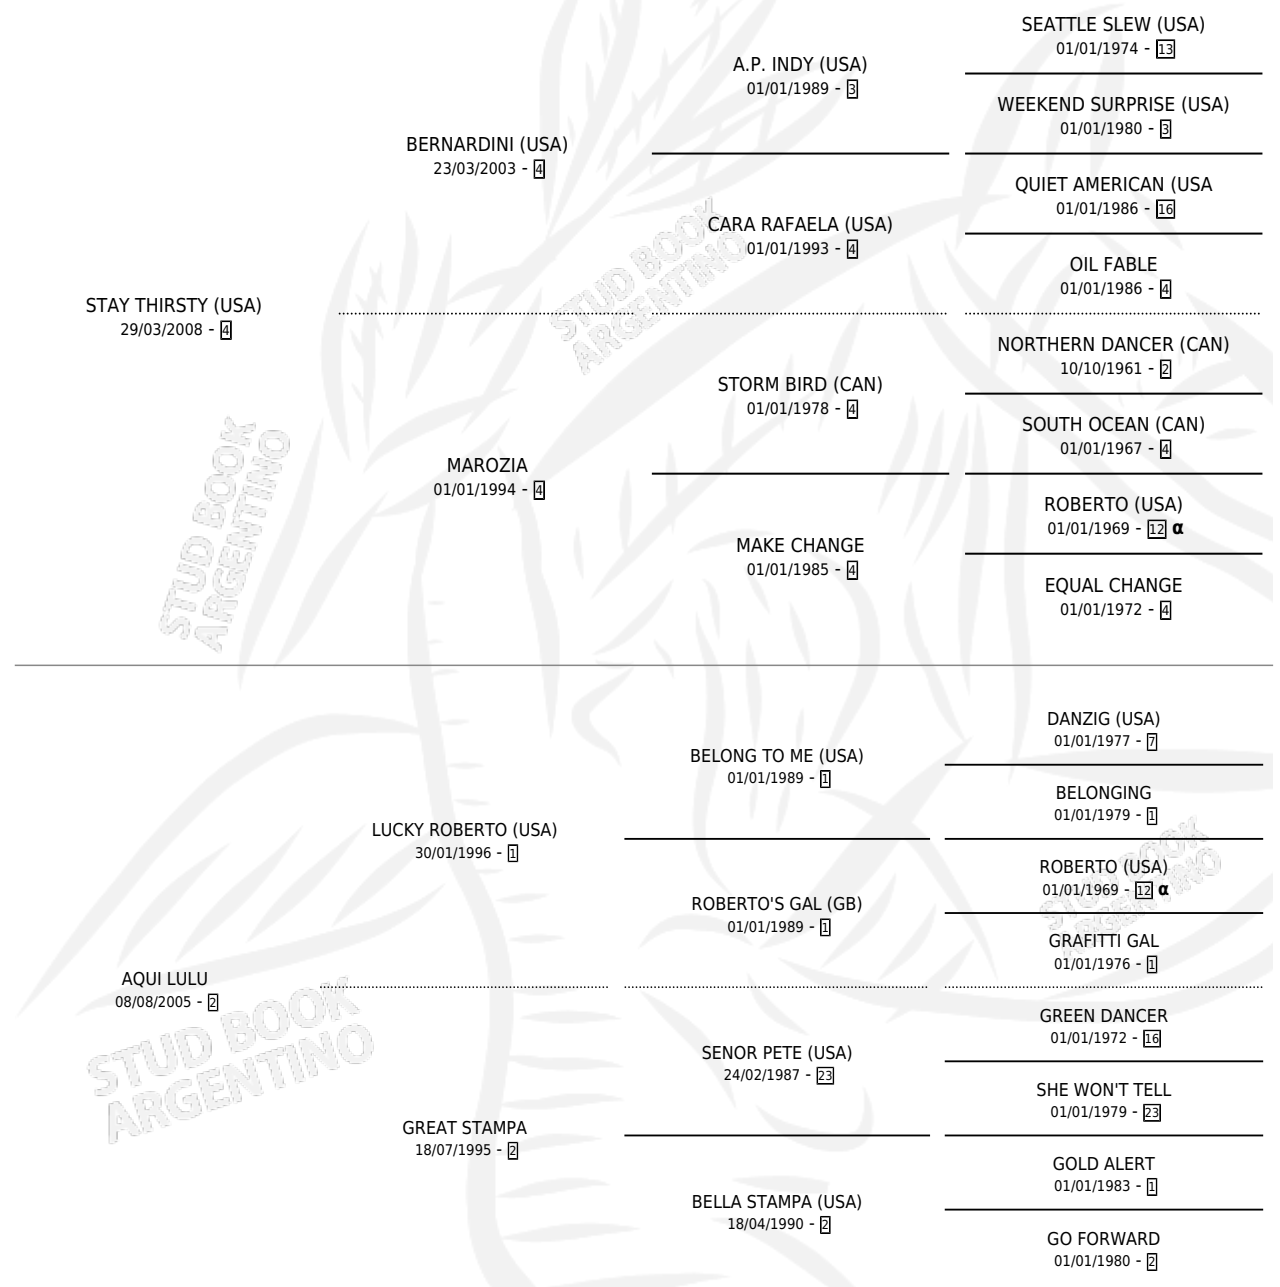 SEATTLE SLEW (USA)
01/01/1974 - 13
A.P. INDY (USA)
01/01/1989 - 3
WEEKEND SURPRISE (USA)
01/01/1980 - 3
BERNARDINI (USA)
23/03/2003 - 4
QUIET AMERICAN (USA
01/01/1986 - 16
CARA RAFAELA (USA)
01/01/1993 - 4
OIL FABLE
01/01/1986 - 4
STAY THIRSTY (USA)
29/03/2008 - 4
NORTHERN DANCER (CAN)
10/10/1961 - 2
STORM BIRD (CAN)
01/01/1978 - 4
SOUTH OCEAN (CAN)
01/01/1967 - 4
MAROZIA
01/01/1994 - 4
ROBERTO (USA)
01/01/1969 - 12 α
MAKE CHANGE
01/01/1985 - 4
EQUAL CHANGE
01/01/1972 - 4
DANZIG (USA)
01/01/1977 - 7
BELONG TO ME (USA)
01/01/1989 - 1
BELONGING
01/01/1979 - 1
LUCKY ROBERTO (USA)
30/01/1996 - 1
ROBERTO (USA)
01/01/1969 - 12 α
ROBERTO'S GAL (GB)
01/01/1989 - 1
GRAFITTI GAL
01/01/1976 - 1
AQUI LULU
08/08/2005 - 2
GREEN DANCER
01/01/1972 - 16
SENOR PETE (USA)
24/02/1987 - 23
SHE WON'T TELL
01/01/1979 - 23
GREAT STAMPA
18/07/1995 - 2
GOLD ALERT
01/01/1983 - 1
BELLA STAMPA (USA)
18/04/1990 - 2
GO FORWARD
01/01/1980 - 2
STUD BOOK
ARGENTINO
STUD BOOK
ARGENTINO
STUD BOOK
ARGENTINO
STUD BOOK
ARGENTINO